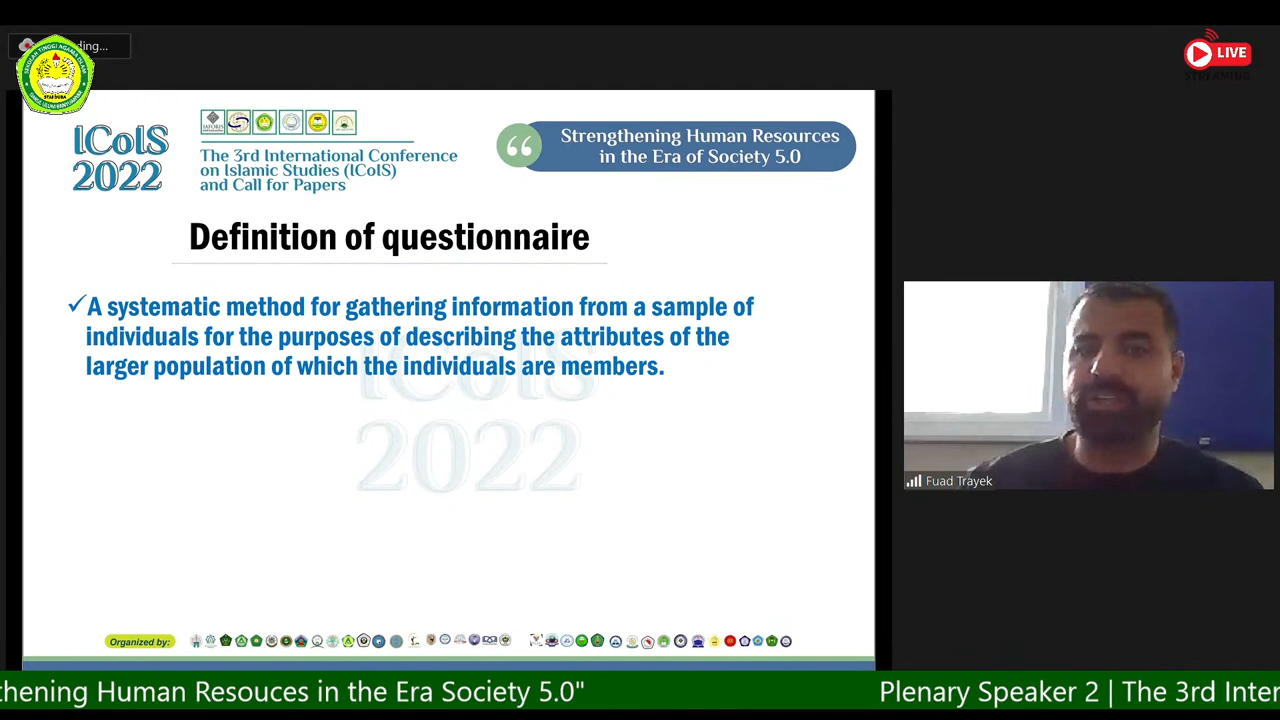 LIVE
STREAMING
ICoIS
2022
The 3rd International Conference
on Islamic Studies (ICoIS)
and Call for Papers
Strengthening Human Resources
in the Era of Society 5.0
Definition of questionnaire
A systematic method for gathering information from a sample of
individuals for the purposes of describing the attributes of the
larger population of which the individuals are members.
ICoIS
2022
Fuad Trayek
Organized by:
thening Human Resouces in the Era Society 5.0"
Plenary Speaker 2 | The 3rd Inter